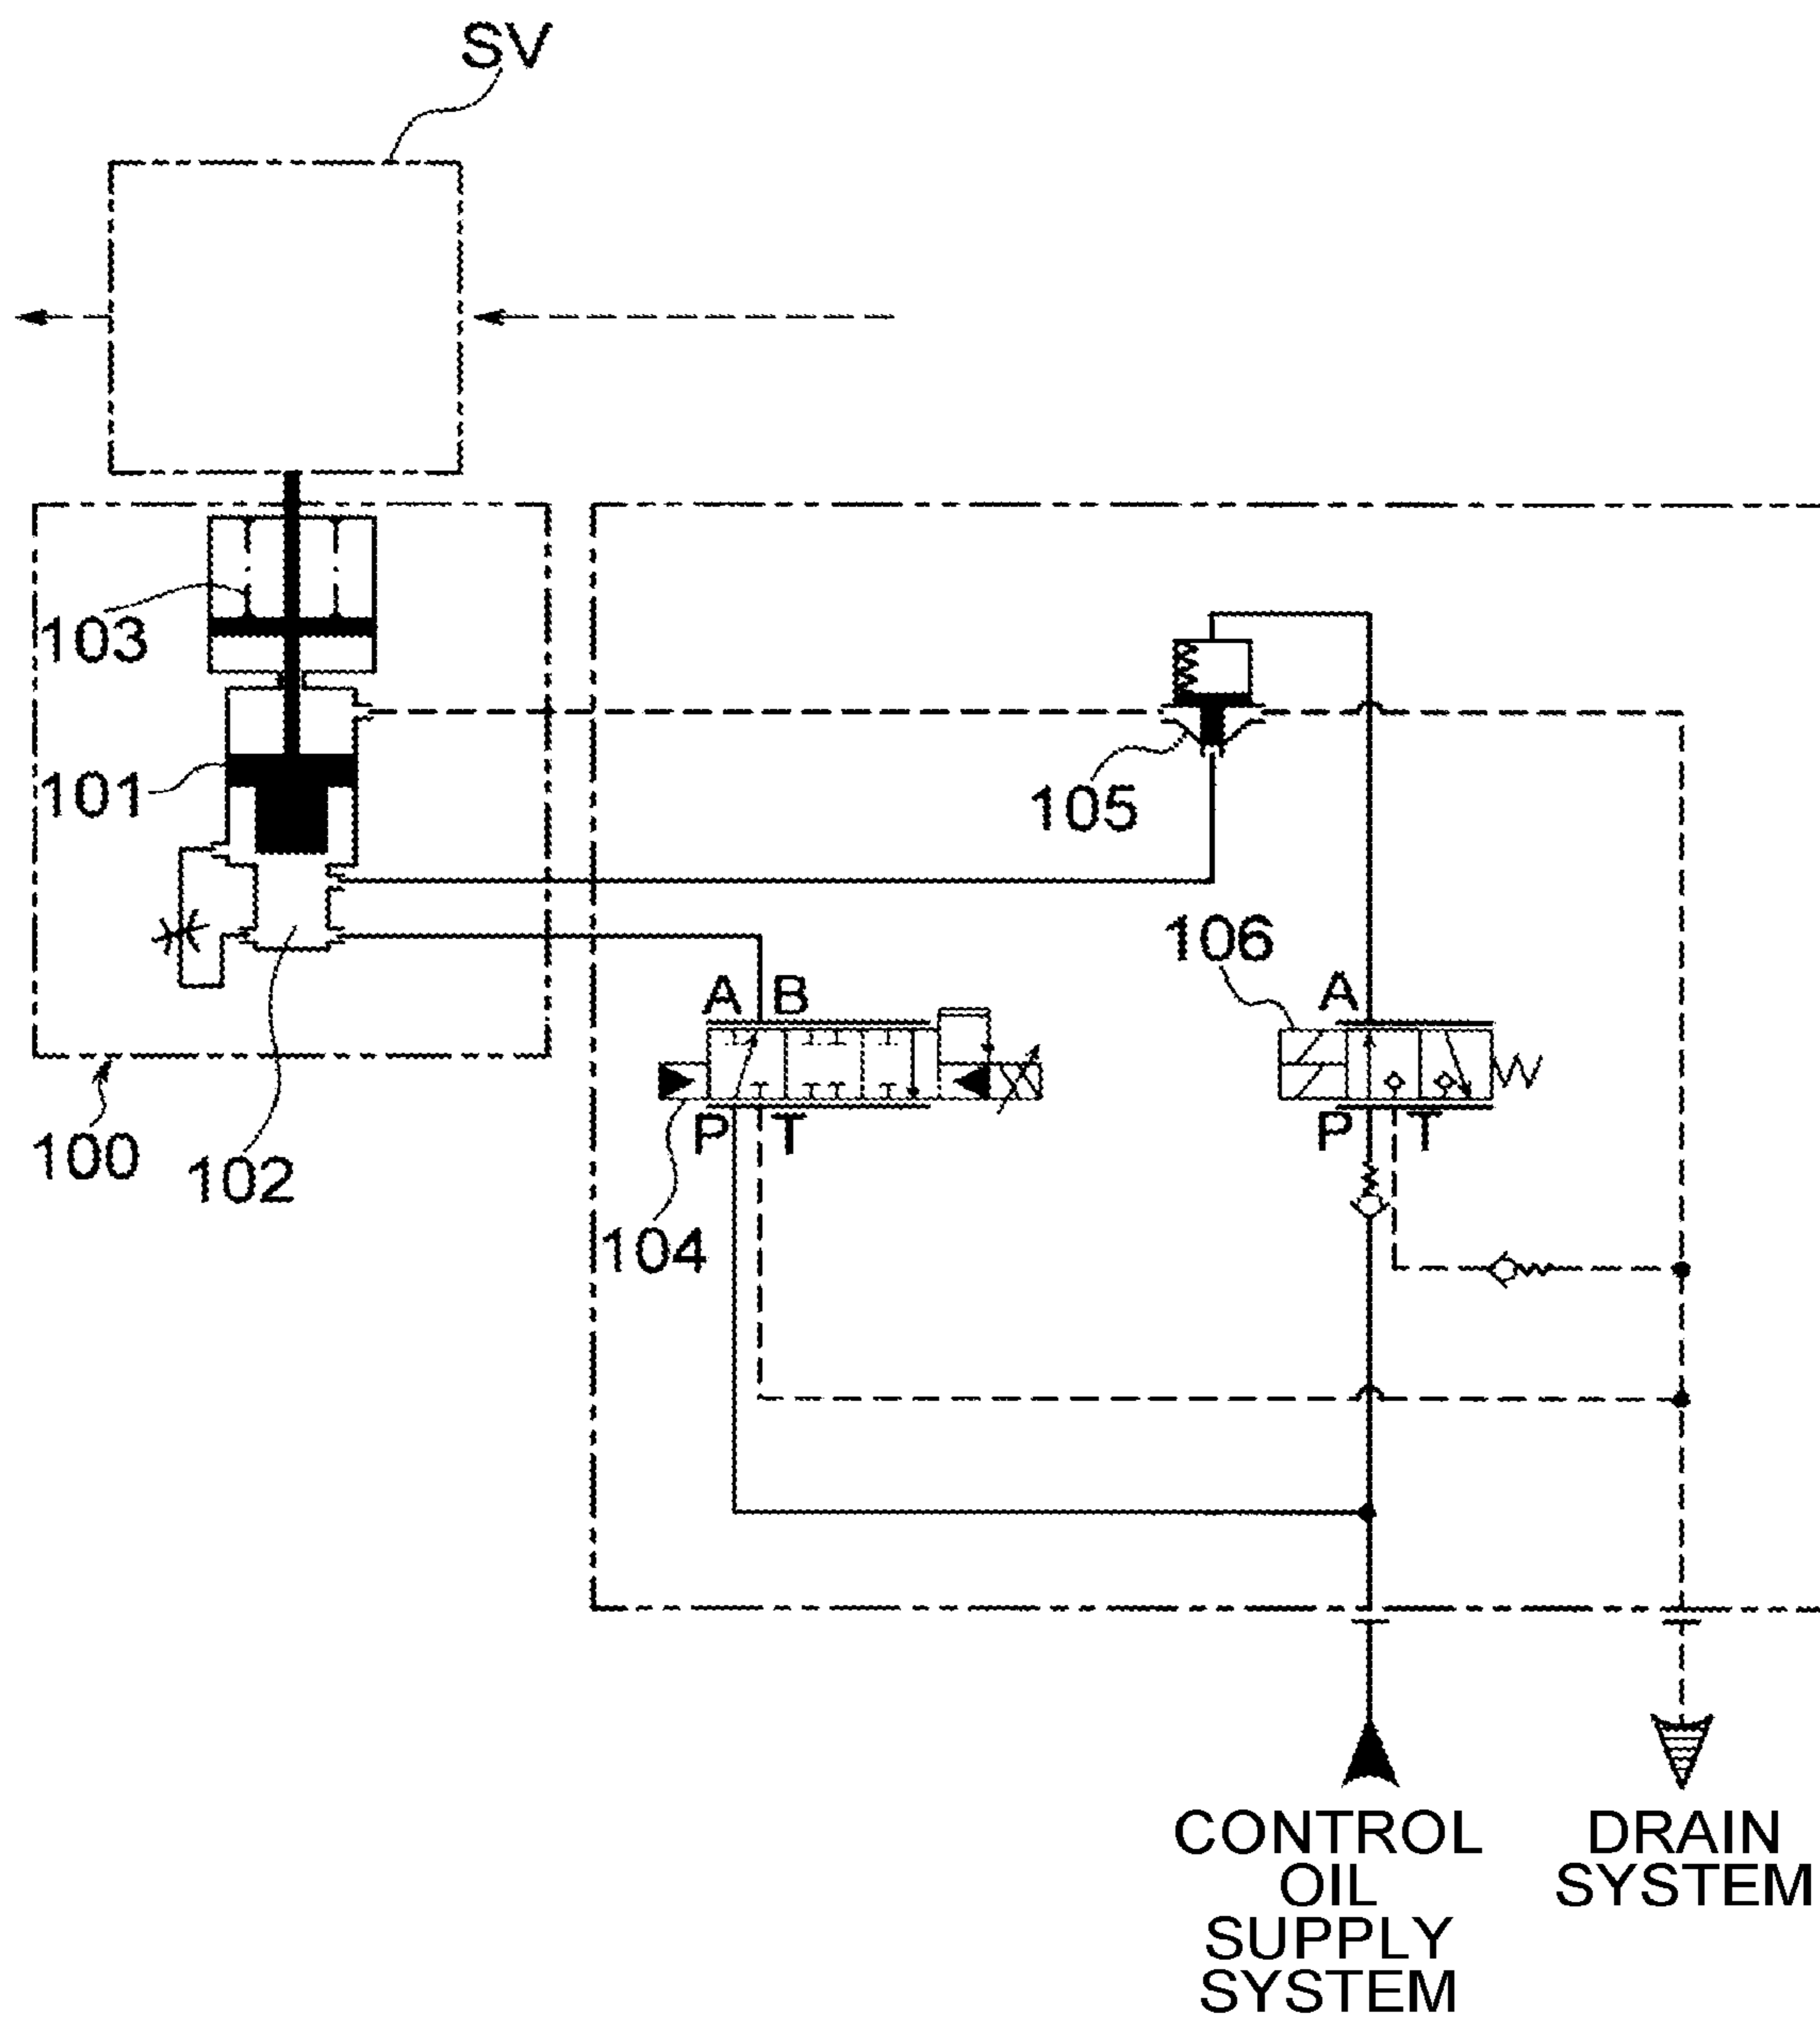 SV
103
101
105
106
A B
A
100
102
P T
P T
104
CONTROL
OIL
SUPPLY
SYSTEM
DRAIN
SYSTEM